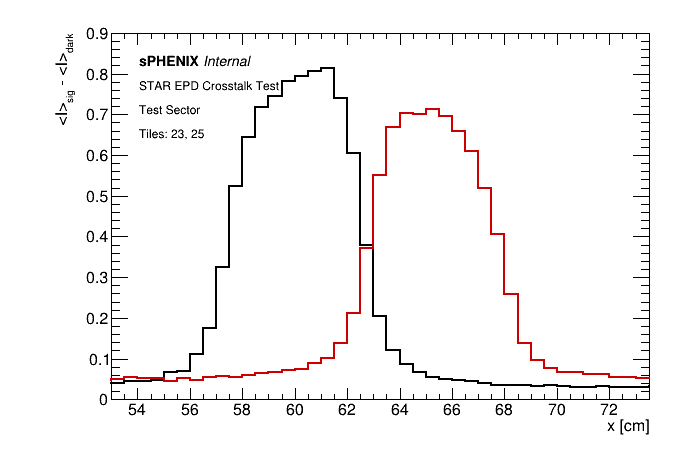 <I>sig - <I>dark
0.9
0.8
0.7
0.6
0.5
0.4
0.3
0.2
0.1
0
sPHENIX Internal
STAR EPD Crosstalk Test
Test Sector
Tiles: 23, 25
54 56 58 60 62 64 66 68 70 72
x [cm]